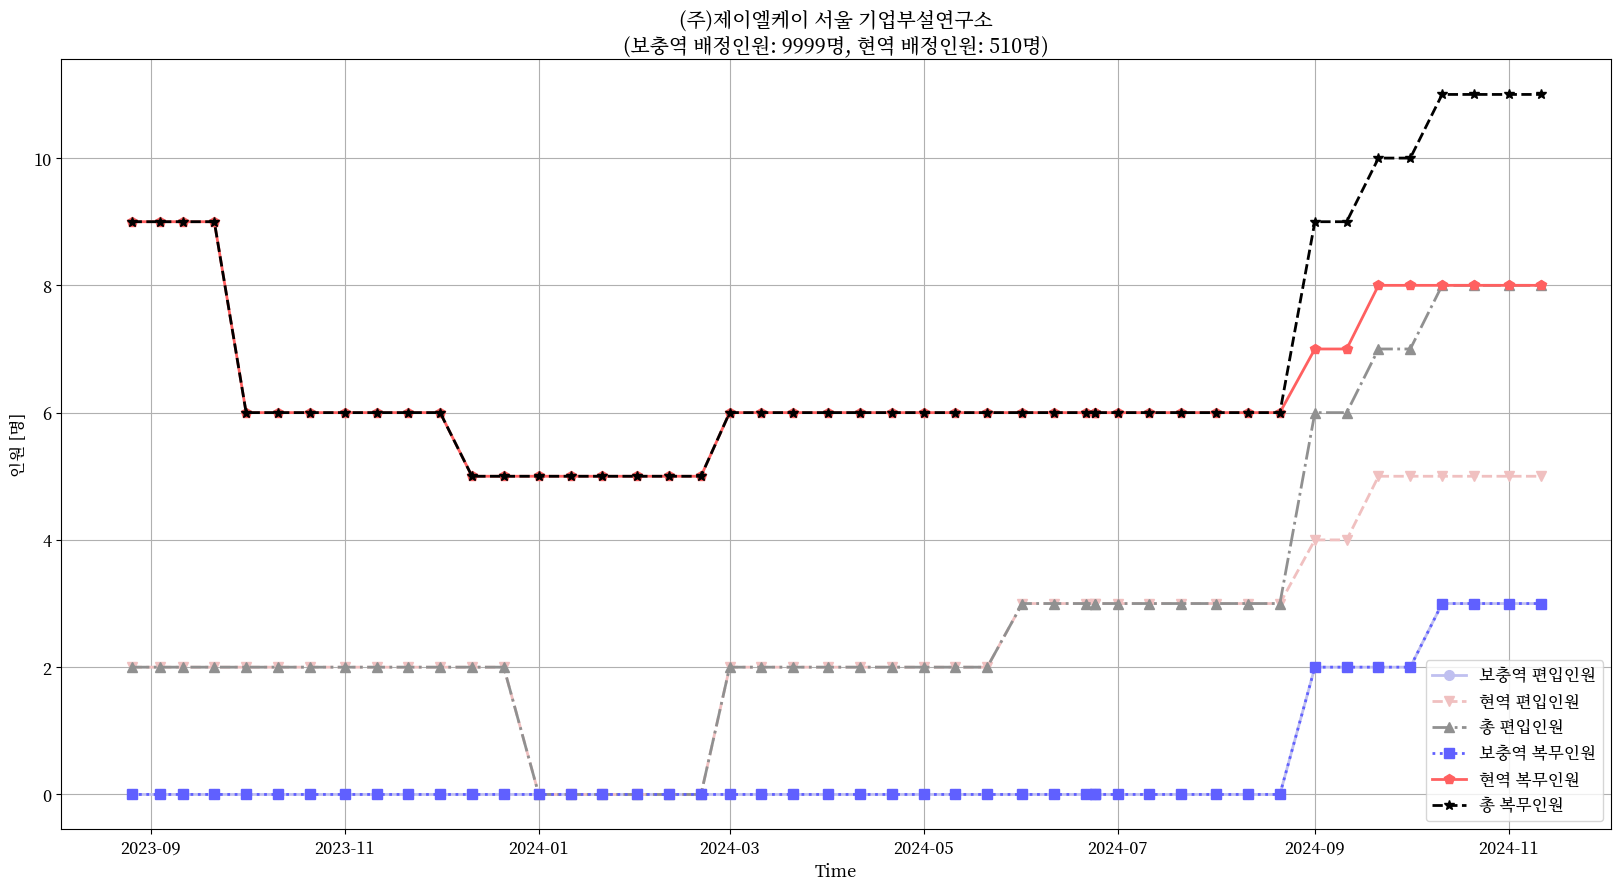 (주)제이엘케이 서울 기업부설연구소
(보충역 배정인원: 9999명, 현역 배정인원: 510명)
인원 [명]
10
8
6
4
2
0
2023-09
2023-11
2024-01
2024-03
2024-05
2024-07
2024-09
2024-11
Time
보충역 편입인원
현역 편입인원
총 편입인원
보충역 복무인원
현역 복무인원
총 복무인원